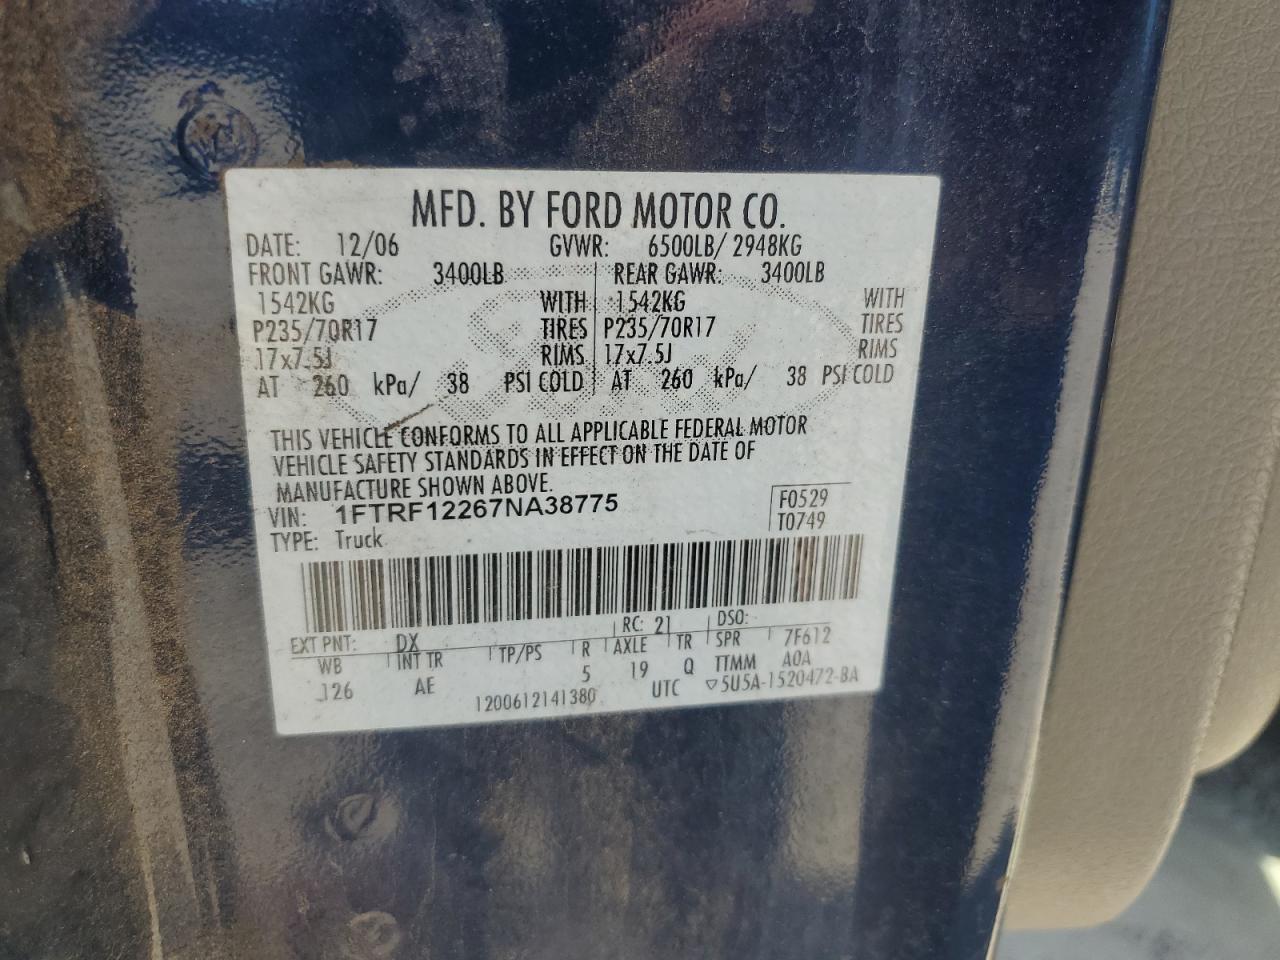 MFD. BY FORD MOTOR CO.
DATE: 12/06 GVWR: 6500LB/ 2948KG
FRONT GAWR: 3400LB REAR GAWR: 3400LB
1542KG WITH 1542KG WITH
P235/70R17 TIRES P235/70R17 TIRES
17x7.5J RIMS 17x7.5J RIMS
AT 260 kPa/ 38 PSI COLD AT 260 kPa/ 38 PSI COLD
THIS VEHICLE CONFORMS TO ALL APPLICABLE FEDERAL MOTOR
VEHICLE SAFETY STANDARDS IN EFFECT ON THE DATE OF
MANUFACTURE SHOWN ABOVE.
VIN: 1FTRF12267NA38775 F0529
TYPE: Truck T0749
EXT PNT: DX RC: 21 DSO:
WB INT TR TP/PS R AXLE TR SPR 7F612
126 AE 5 19 Q TTMM A0A
1200612141380 UTC ▽5U5A-1520472-BA